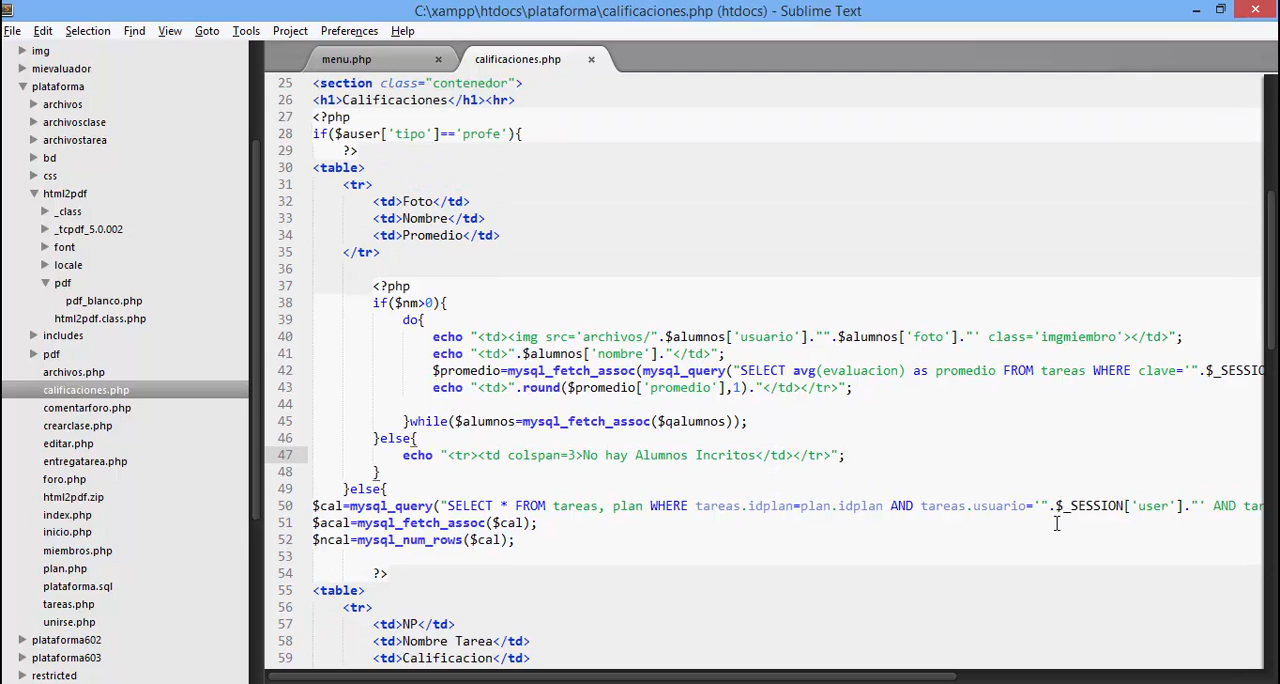 C:\xampp\htdocs\plataforma\calificaciones.php (htdocs) - Sublime Text
File Edit Selection Find View Goto Tools Project Preferences Help
img
mievaluador
plataforma
archivos
archivosclase
archivostarea
bd
css
html2pdf
_class
_tcpdf_5.0.002
font
locale
pdf
pdf_blanco.php
html2pdf.class.php
includes
pdf
archivos.php
calificaciones.php
comentarforo.php
crearclase.php
editar.php
entregatarea.php
foro.php
html2pdf.zip
index.php
inicio.php
miembros.php
plan.php
plataforma.sql
tareas.php
unirse.php
plataforma602
plataforma603
restricted
menu.php × calificaciones.php ×
25 <section class="contenedor">
26 <h1>Calificaciones</h1><hr>
27 <?php
28 if($auser['tipo']=='profe'){
29 ?>
30 <table>
31 <tr>
32 <td>Foto</td>
33 <td>Nombre</td>
34 <td>Promedio</td>
35 </tr>
36
37 <?php
38 if($nm>0){
39 do{
40 echo "<td><img src='archivos/".$alumnos['usuario']."".$alumnos['foto']."' class='imgmiembro'></td>";
41 echo "<td>".$alumnos['nombre']."</td>";
42 $promedio=mysql_fetch_assoc(mysql_query("SELECT avg(evaluacion) as promedio FROM tareas WHERE clave='".$_SESSIO
43 echo "<td>".round($promedio['promedio'],1)."</td></tr>";
44
45 }while($alumnos=mysql_fetch_assoc($qalumnos));
46 }else{
47 echo "<tr><td colspan=3>No hay Alumnos Incritos</td></tr>";
48 }
49 }else{
50 $cal=mysql_query("SELECT * FROM tareas, plan WHERE tareas.idplan=plan.idplan AND tareas.usuario='".$_SESSION['user']."' AND tar
51 $acal=mysql_fetch_assoc($cal);
52 $ncal=mysql_num_rows($cal);
53
54 ?>
55 <table>
56 <tr>
57 <td>NP</td>
58 <td>Nombre Tarea</td>
59 <td>Calificacion</td>